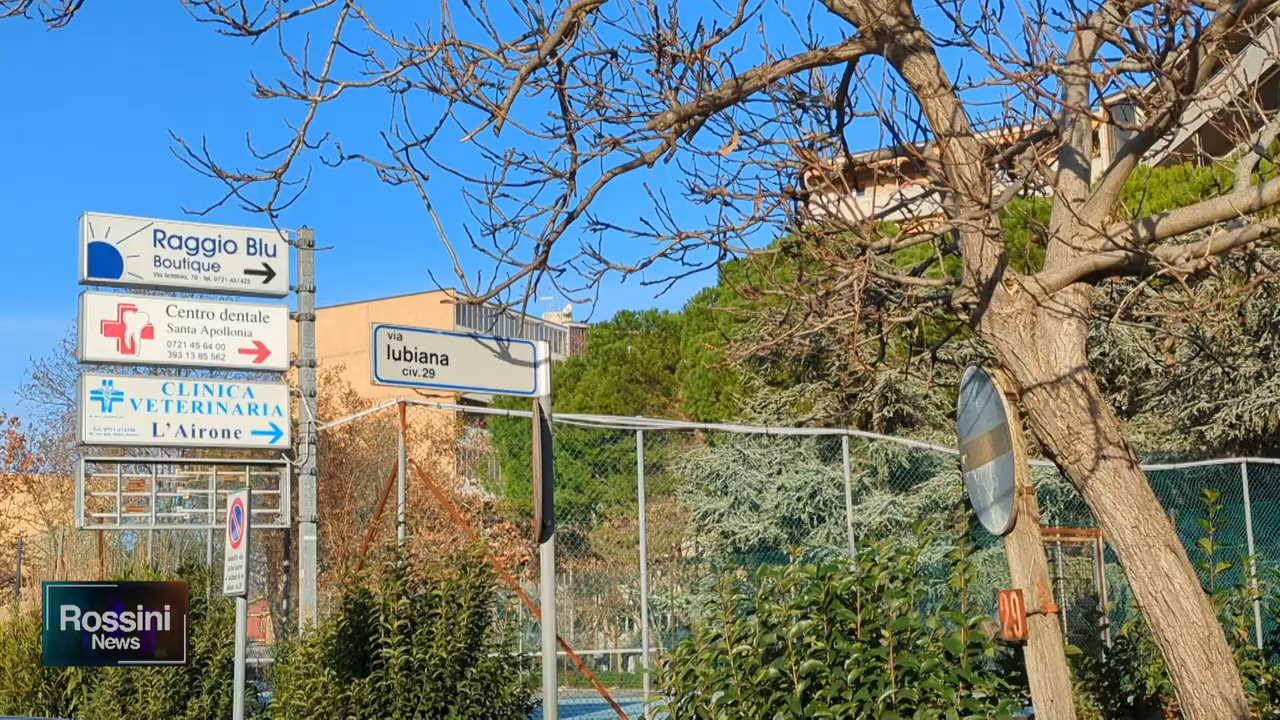 Raggio Blu
Boutique
Centro dentale
Santa Apollonia
0721 45 64 00
393 13 85 562
CLINICA
VETERINARIA
L'Airone
via
lubiana
civ. 29
29
Rossini
News